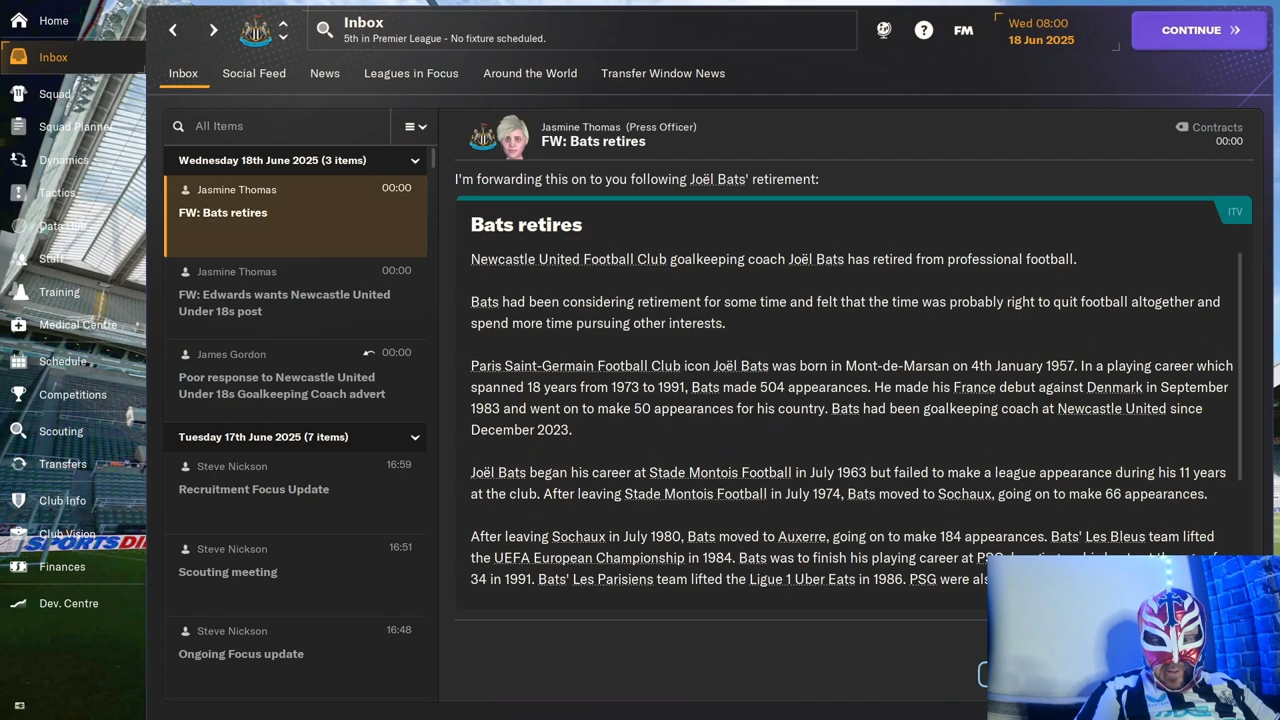 Home
Inbox
Squad
Squad Planner
Dynamics
Tactics
Data Hub
Staff
Training
Medical Centre
Schedule
Competitions
Scouting
Transfers
Club Info
Club Vision
SPORTS DI
Finances
Dev. Centre
Inbox
5th in Premier League - No fixture scheduled.
FM
Wed 08:00
18 Jun 2025
CONTINUE
Inbox
Social Feed
News
Leagues in Focus
Around the World
Transfer Window News
All Items
Wednesday 18th June 2025 (3 items)
Jasmine Thomas
00:00
FW: Bats retires
Jasmine Thomas
00:00
FW: Edwards wants Newcastle United
Under 18s post
James Gordon
00:00
Poor response to Newcastle United
Under 18s Goalkeeping Coach advert
Tuesday 17th June 2025 (7 items)
Steve Nickson
16:59
Recruitment Focus Update
Steve Nickson
16:51
Scouting meeting
Steve Nickson
16:48
Ongoing Focus update
Jasmine Thomas (Press Officer)
FW: Bats retires
Contracts
00:00
I'm forwarding this on to you following Joël Bats' retirement:
ITV
Bats retires
Newcastle United Football Club goalkeeping coach Joël Bats has retired from professional football.
Bats had been considering retirement for some time and felt that the time was probably right to quit football altogether and
spend more time pursuing other interests.
Paris Saint-Germain Football Club icon Joël Bats was born in Mont-de-Marsan on 4th January 1957. In a playing career which
spanned 18 years from 1973 to 1991, Bats made 504 appearances. He made his France debut against Denmark in September
1983 and went on to make 50 appearances for his country. Bats had been goalkeeping coach at Newcastle United since
December 2023.
Joël Bats began his career at Stade Montois Football in July 1963 but failed to make a league appearance during his 11 years
at the club. After leaving Stade Montois Football in July 1974, Bats moved to Sochaux, going on to make 66 appearances.
After leaving Sochaux in July 1980, Bats moved to Auxerre, going on to make 184 appearances. Bats' Les Bleus team lifted
the UEFA European Championship in 1984. Bats was to finish his playing career at
34 in 1991. Bats' Les Parisiens team lifted the Ligue 1 Uber Eats in 1986. PSG were